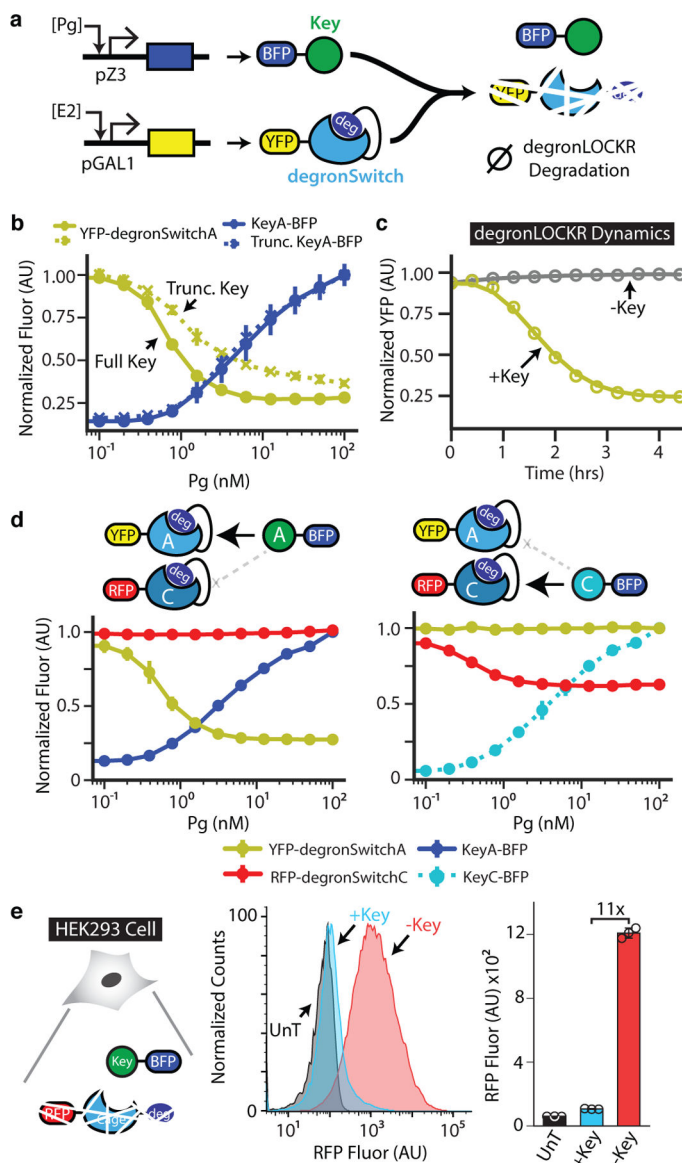 a
[Pg]
pZ3
BFP
Key
BFP
[E2]
pGAL1
YFP
deg
degronSwitch
YFP
degronLOCKR
Degradation
b
YFP-degronSwitchA
KeyA-BFP
Trunc. KeyA-BFP
Normalized Fluor (AU)
1.00
0.75
0.50
0.25
Trunc. Key
Full Key
10⁻¹ 10⁰ 10¹ 10²
Pg (nM)
c
degronLOCKR Dynamics
Normalized YFP (AU)
1.00
0.75
0.50
0.25
-Key
+Key
0 1 2 3 4
Time (hrs)
d
YFP deg A
A BFP
RFP deg C
YFP deg A
RFP deg C
C BFP
Normalized Fluor (AU)
1.0
0.5
0
10⁻¹ 10⁰ 10¹ 10²
Pg (nM)
1.0
0.5
0
10⁻¹ 10⁰ 10¹ 10²
Pg (nM)
YFP-degronSwitchA
KeyA-BFP
RFP-degronSwitchC
KeyC-BFP
e
HEK293 Cell
Key BFP
RFP Cage deg
Normalized Counts
100
80
60
40
20
0
+Key
-Key
UnT
10¹ 10³ 10⁵
RFP Fluor (AU)
RFP Fluor (AU) x10²
12
8
4
0
11x
UnT
+Key
-Key